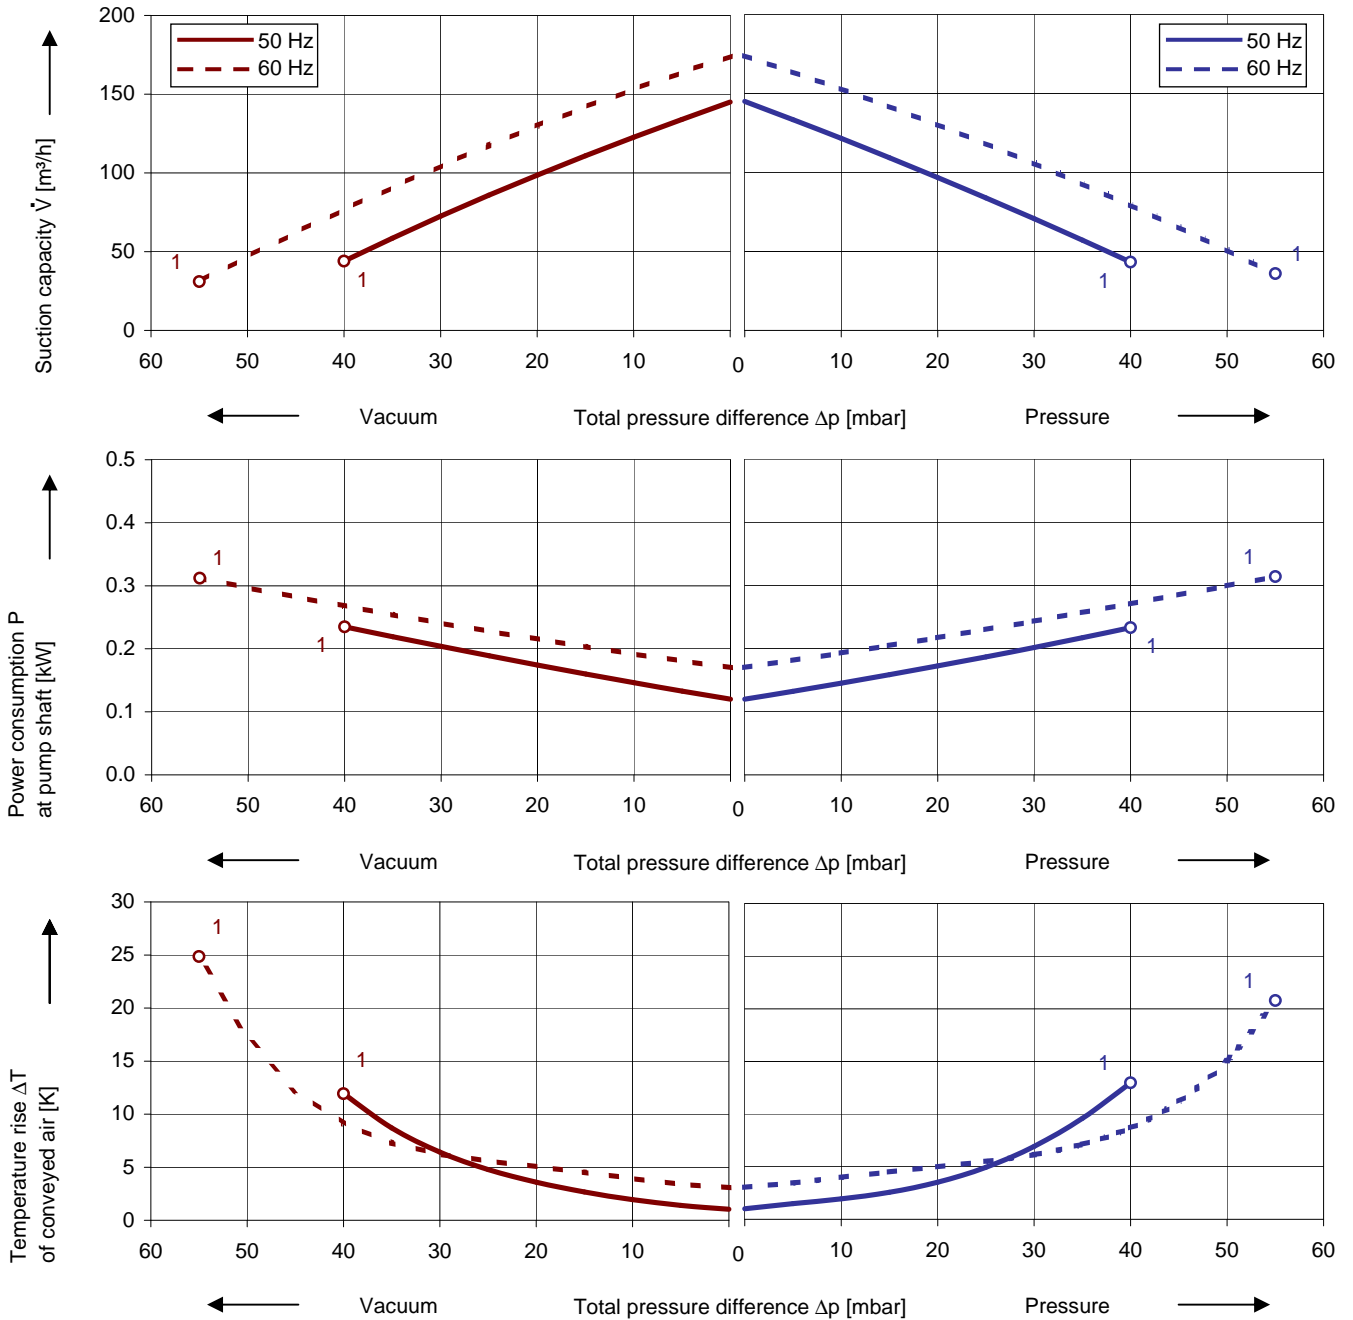 200
150
100
50
0
Suction capacity V̇ [m³/h]
50 Hz
60 Hz
50 Hz
60 Hz
1
1
1
1
60 50 40 30 20 10 0 10 20 30 40 50 60
Vacuum Total pressure difference Δp [mbar] Pressure
0.5
0.4
0.3
0.2
0.1
0.0
Power consumption P
at pump shaft [kW]
1
1
1
1
60 50 40 30 20 10 0 10 20 30 40 50 60
Vacuum Total pressure difference Δp [mbar] Pressure
30
25
20
15
10
5
0
Temperature rise ΔT
of conveyed air [K]
1
1
1
1
60 50 40 30 20 10 0 10 20 30 40 50 60
Vacuum Total pressure difference Δp [mbar] Pressure